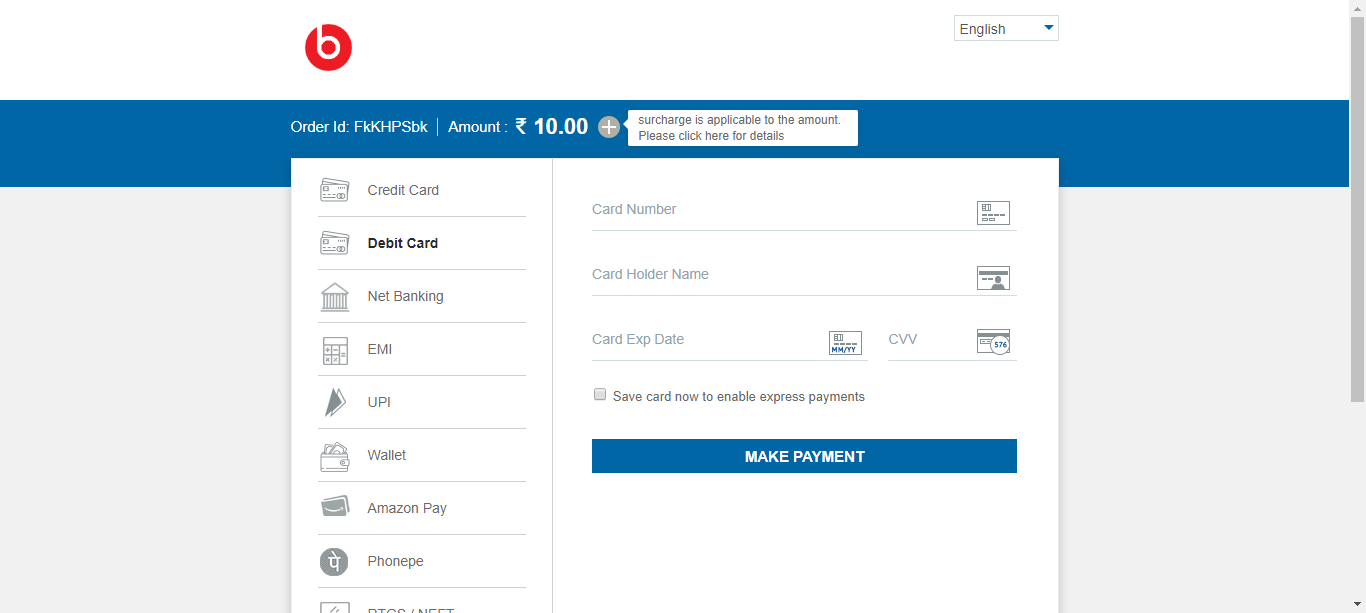 b
English
Order Id: FkKHPSbk | Amount : ₹ 10.00
surcharge is applicable to the amount.
Please click here for details
Credit Card
Debit Card
Net Banking
EMI
UPI
Wallet
Amazon Pay
Phonepe
RTGS / NEFT
Card Number
Card Holder Name
Card Exp Date
MM/YY
CVV
576
Save card now to enable express payments
MAKE PAYMENT